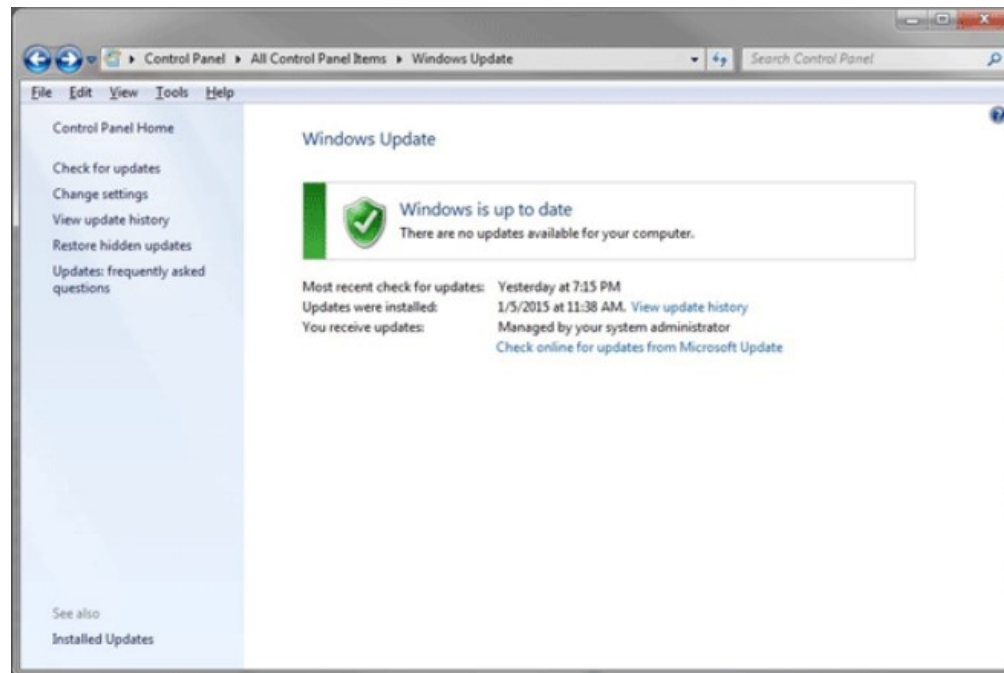 Control Panel ▸ All Control Panel Items ▸ Windows Update
Search Control Panel
File Edit View Tools Help
Control Panel Home
Check for updates
Change settings
View update history
Restore hidden updates
Updates: frequently asked
questions
Windows Update
Windows is up to date
There are no updates available for your computer.
Most recent check for updates: Yesterday at 7:15 PM
Updates were installed: 1/5/2015 at 11:38 AM. View update history
You receive updates: Managed by your system administrator
Check online for updates from Microsoft Update
See also
Installed Updates